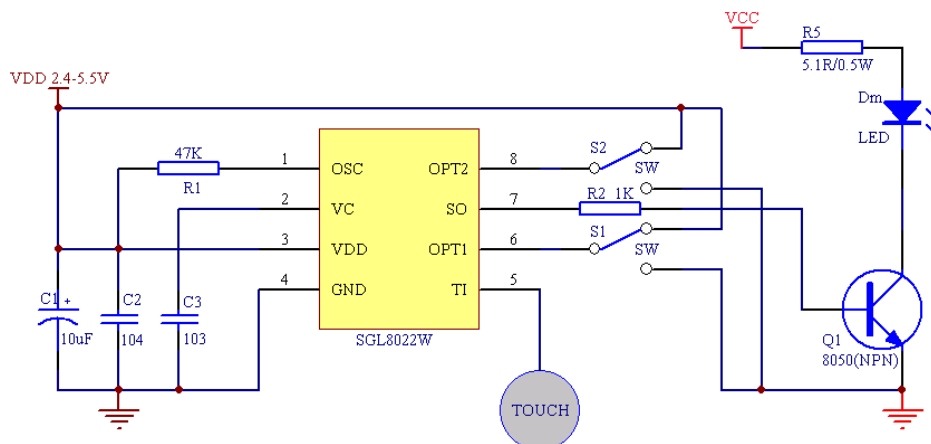 VCC
R5
5.1R/0.5W
VDD 2.4-5.5V
Dm
LED
47K
R1
1
OSC
OPT2
8
S2
SW
2
VC
SO
7
R2 1K
3
VDD
OPT1
6
S1
SW
4
GND
TI
5
C1
+
10uF
C2
104
C3
103
SGL8022W
TOUCH
Q1
8050(NPN)